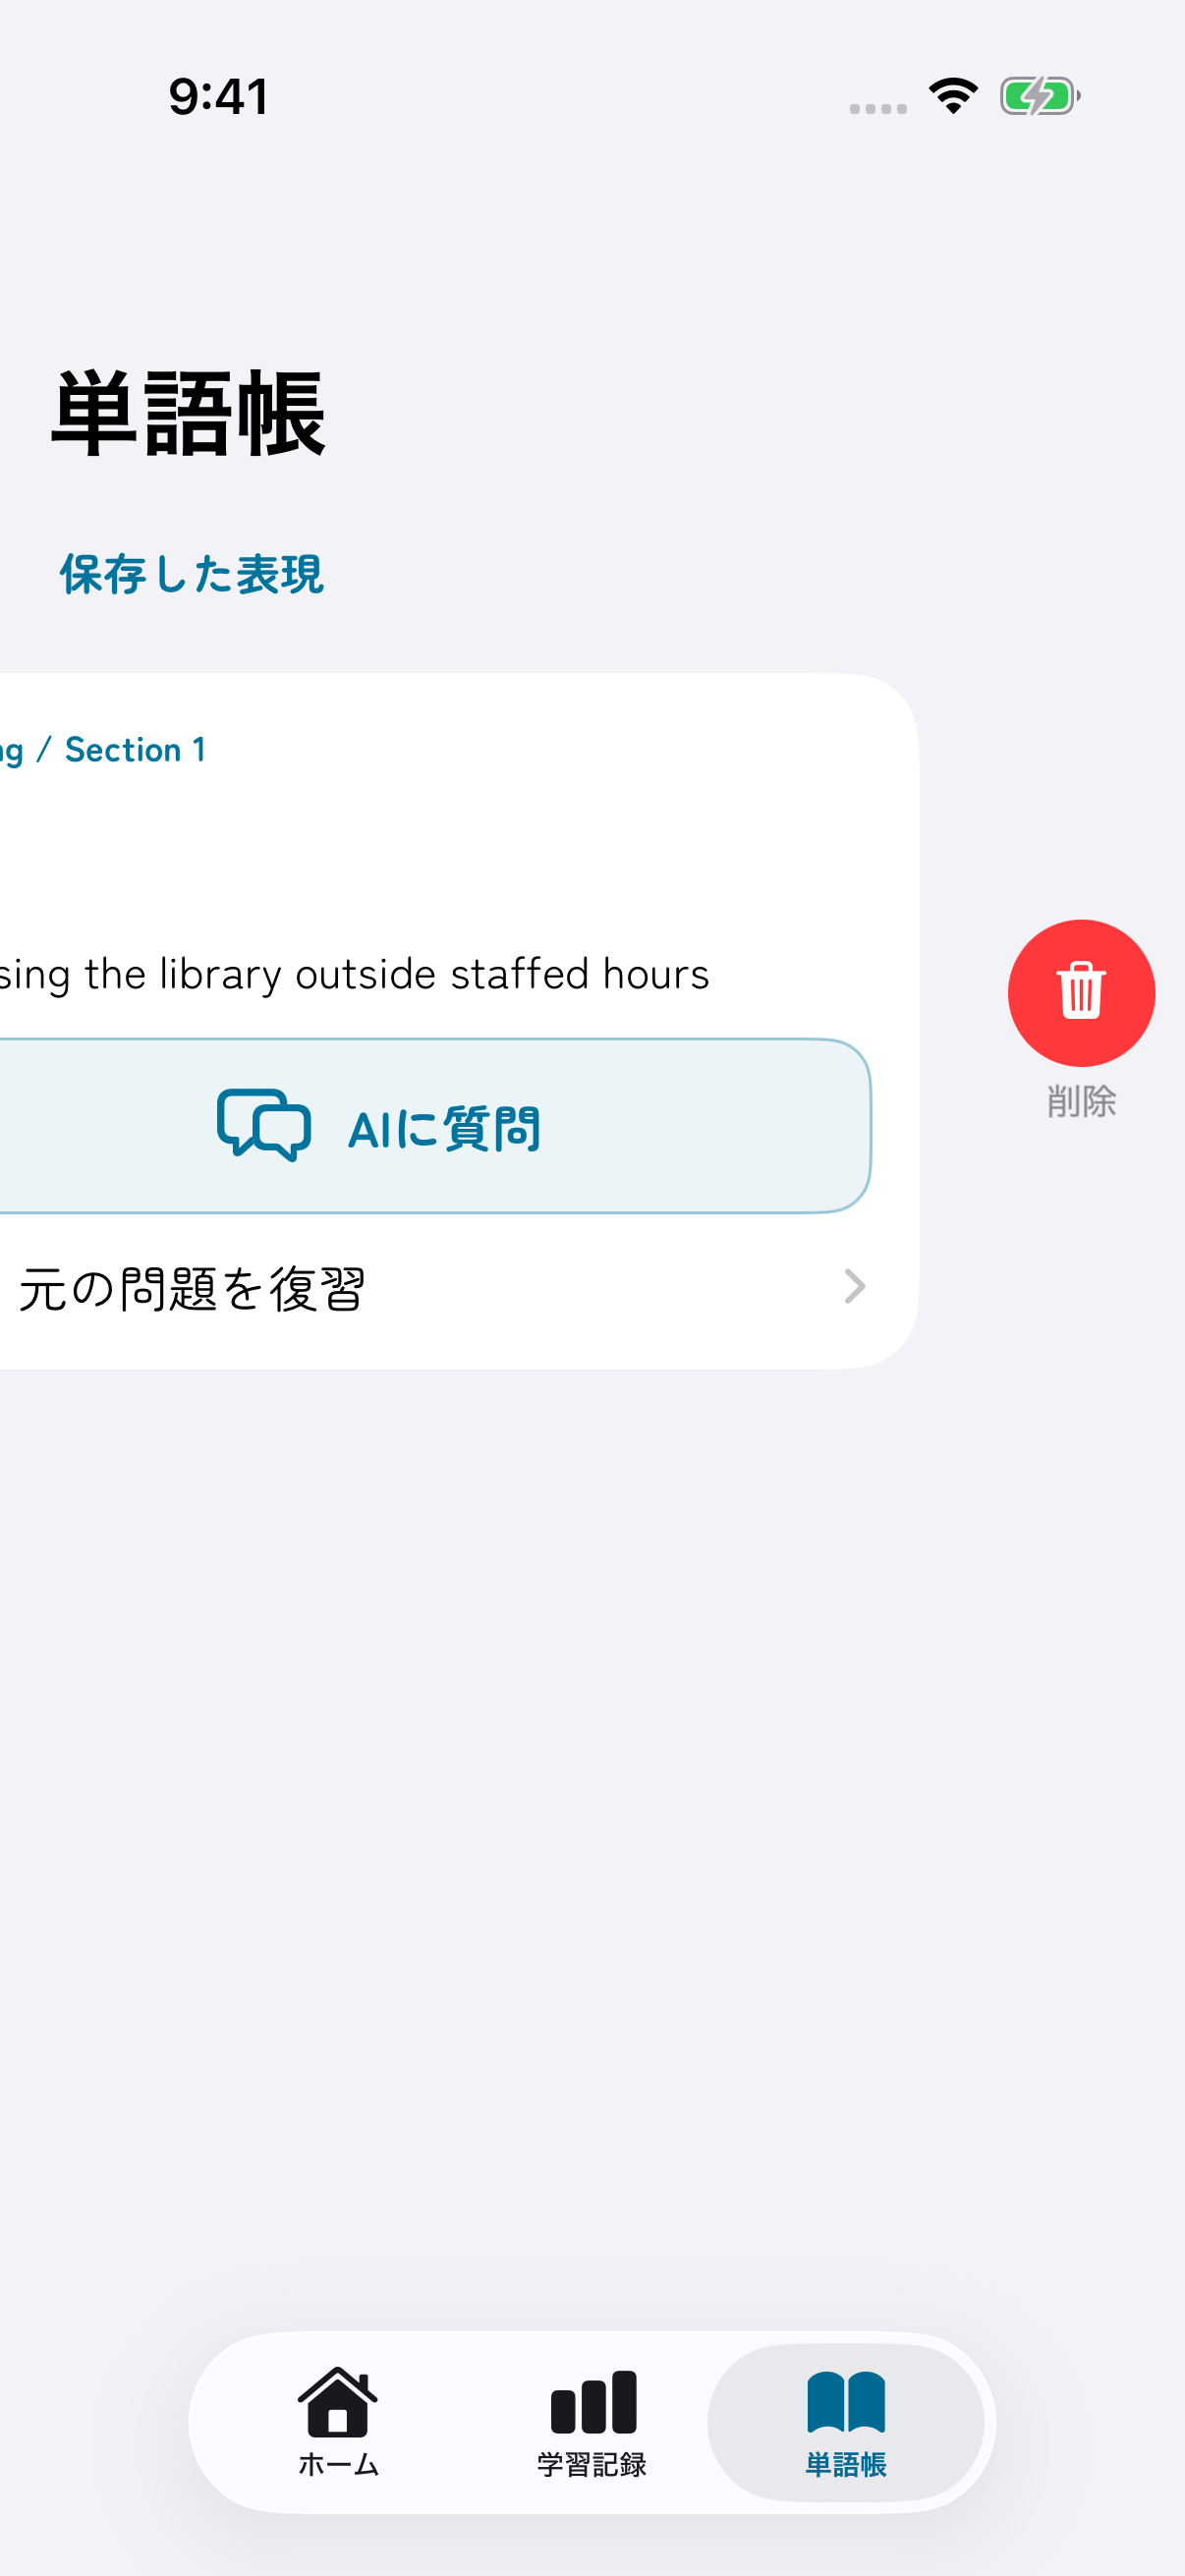 9:41
単語帳
保存した表現
ng / Section 1
sing the library outside staffed hours
AIに質問
削除
元の問題を復習
ホーム
学習記録
単語帳